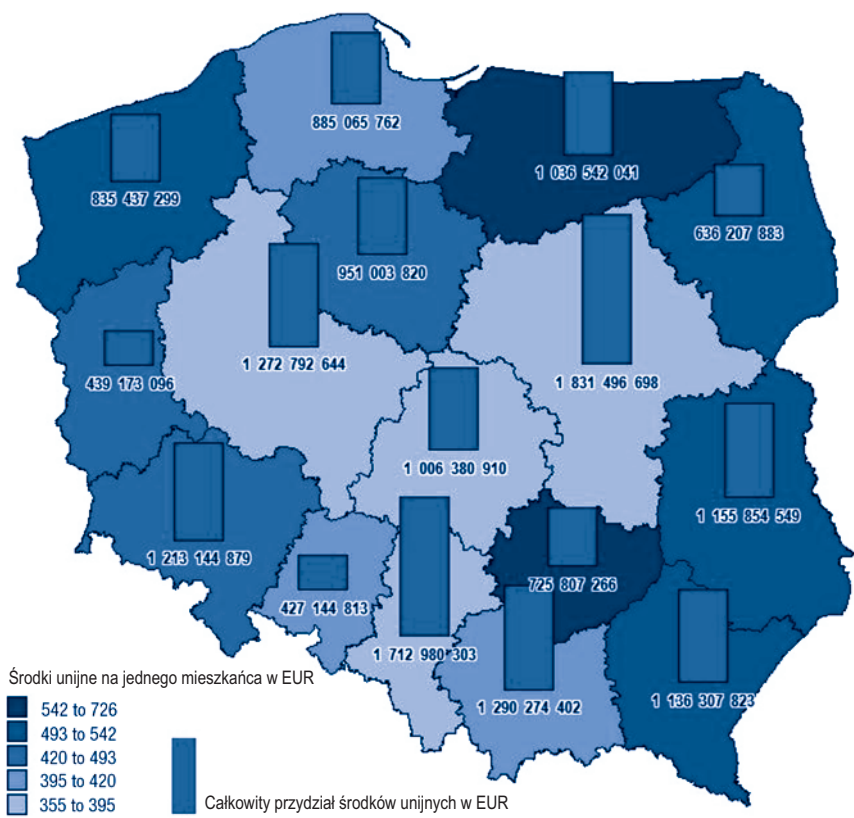 885 065 762
1 036 542 041
835 437 299
636 207 883
951 003 820
1 272 792 644
439 173 096
1 831 496 698
1 006 380 910
1 155 854 549
1 213 144 879
725 807 266
427 144 813
1 712 980 303
1 290 274 402
1 136 307 823
Środki unijne na jednego mieszkańca w EUR
542 to 726
493 to 542
420 to 493
395 to 420
355 to 395
Całkowity przydział środków unijnych w EUR